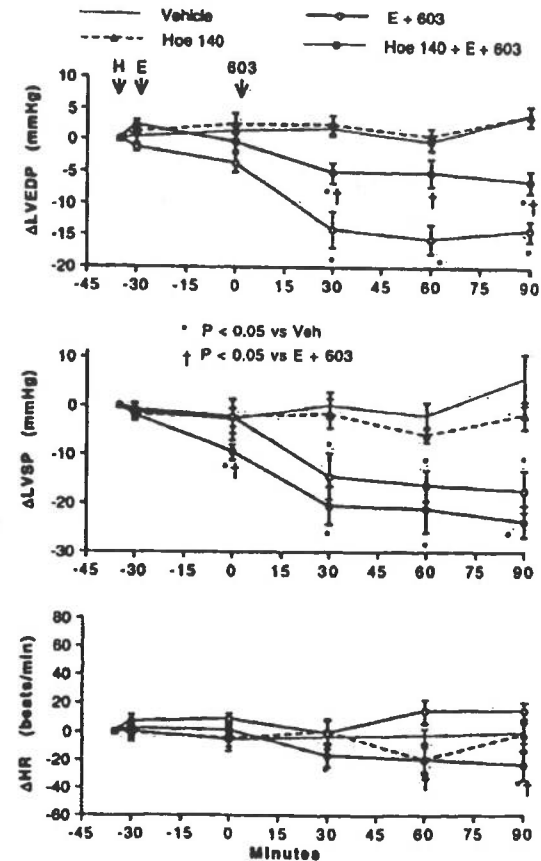 Vehicle
Hoe 140
E + 603
Hoe 140 + E + 603
H E 603
ΔLVEDP (mmHg)
10
5
0
-5
-10
-15
-20
* † † * †
* * *
-45 -30 -15 0 15 30 45 60 75 90
* P < 0.05 vs Veh
† P < 0.05 vs E + 603
ΔLVSP (mmHg)
10
0
-10
-20
-30
* † * * *
* * *
-45 -30 -15 0 15 30 45 60 75 90
ΔHR (beats/min)
80
60
40
20
0
-20
-40
-60
* † * †
-45 -30 -15 0 15 30 45 60 75 90
Minutes